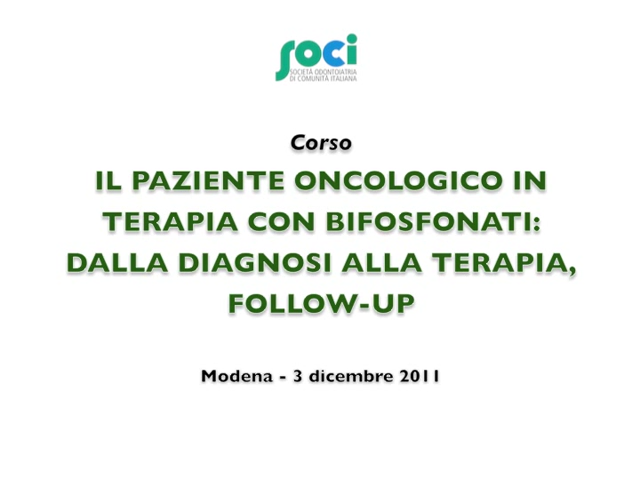 soci
SOCIETÀ ODONTOIATRIA
DI COMUNITÀ ITALIANA
Corso
IL PAZIENTE ONCOLOGICO IN
TERAPIA CON BIFOSFONATI:
DALLA DIAGNOSI ALLA TERAPIA,
FOLLOW-UP
Modena - 3 dicembre 2011